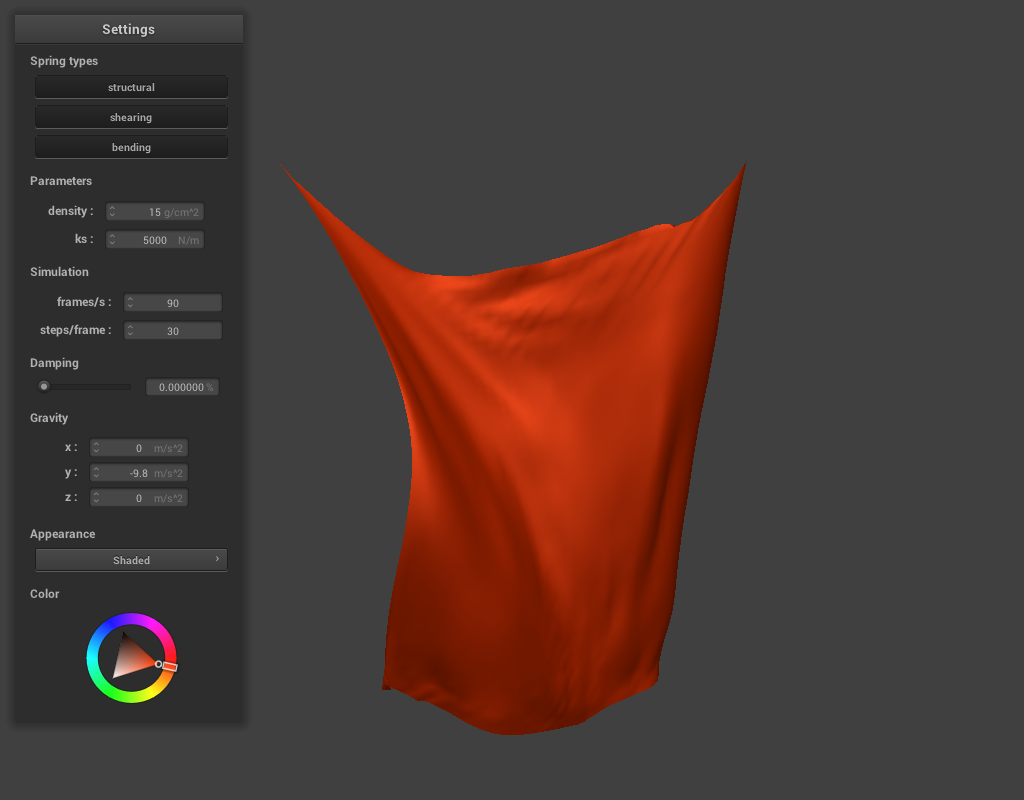 Settings
Spring types
structural
shearing
bending
Parameters
density : 15 g/cm^2
ks : 5000 N/m
Simulation
frames/s : 90
steps/frame : 30
Damping
0.000000 %
Gravity
x : 0 m/s^2
y : -9.8 m/s^2
z : 0 m/s^2
Appearance
Shaded
Color